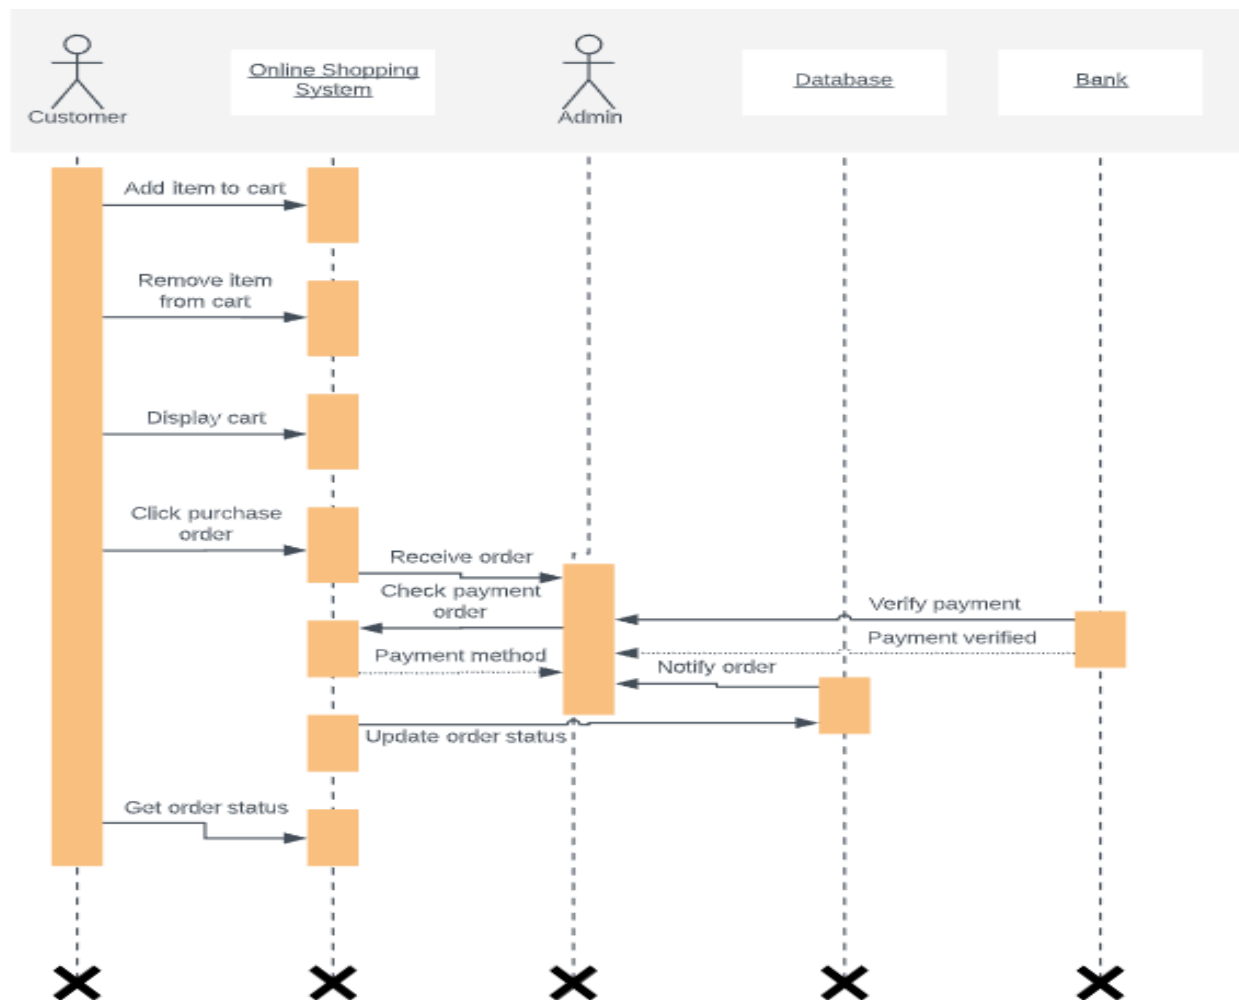 Customer
Online Shopping
System
Admin
Database
Bank
Add item to cart
Remove item
from cart
Display cart
Click purchase
order
Receive order
Check payment
order
Verify payment
Payment verified
Payment method
Notify order
Update order status
Get order status